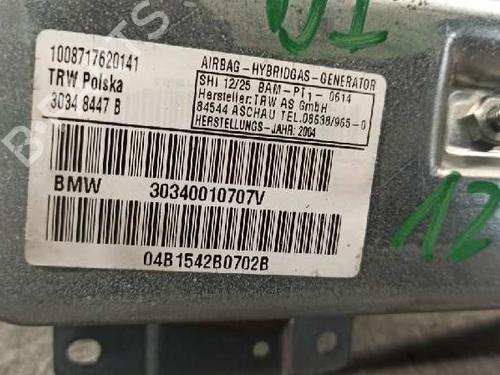 01
1008717620141
TRW Polska
3034 8447 B
AIRBAG-HYBRIDGAS-GENERATOR
SHI 12/25 BAM-PT1-0614
Hersteller:TRW AS GmbH
84544 ASCHAU TEL.08638/965-0
HERSTELLUNGS-JAHR:2004
BMW 30340010707V
12
04B1542B0702B